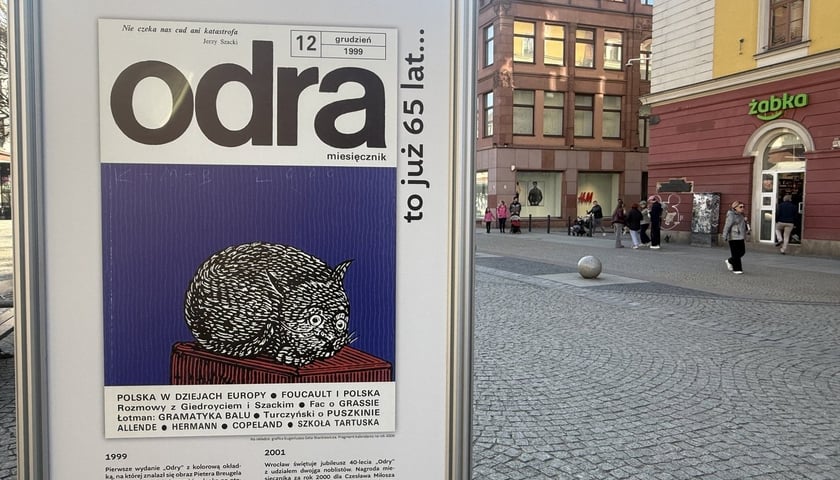 Nie czeka nas cud ani katastrofa
Jerzy Szacki
12
grudzień
1999
odra
miesięcznik
to już 65 lat...
K + M + B
POLSKA W DZIEJACH EUROPY ● FOUCAULT I POLSKA
Rozmowy z Giedroyciem i Szackim ● Fac o GRASSIE
Łotman: GRAMATYKA BALU ● Turczyński o PUSZKINIE
ALLENDE ● HERMANN ● COPELAND ● SZKOŁA TARTUSKA
1999
Pierwsze wydanie „Odry” z kolorową okład-
ką, na której znalazł się obraz Pietera Breugela
2001
Wrocław świętuje jubileusz 40-lecia „Odry”
z udziałem dwojga noblistów. Nagroda mie-
sięcznika za rok 2000 dla Czesława Miłosza
żabka
H&M